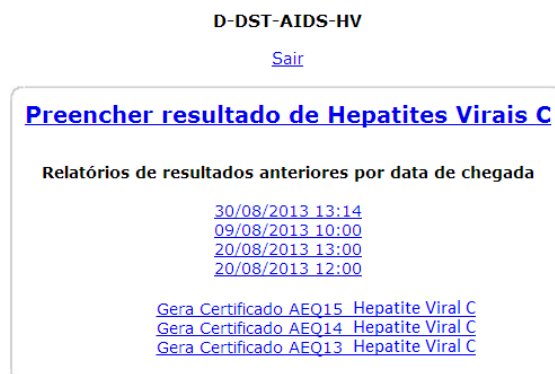 D-DST-AIDS-HV
Sair
Preencher resultado de Hepatites Virais C
Relatórios de resultados anteriores por data de chegada
30/08/2013 13:14
09/08/2013 10:00
20/08/2013 13:00
20/08/2013 12:00
Gera Certificado AEQ15 Hepatite Viral C
Gera Certificado AEQ14 Hepatite Viral C
Gera Certificado AEQ13 Hepatite Viral C